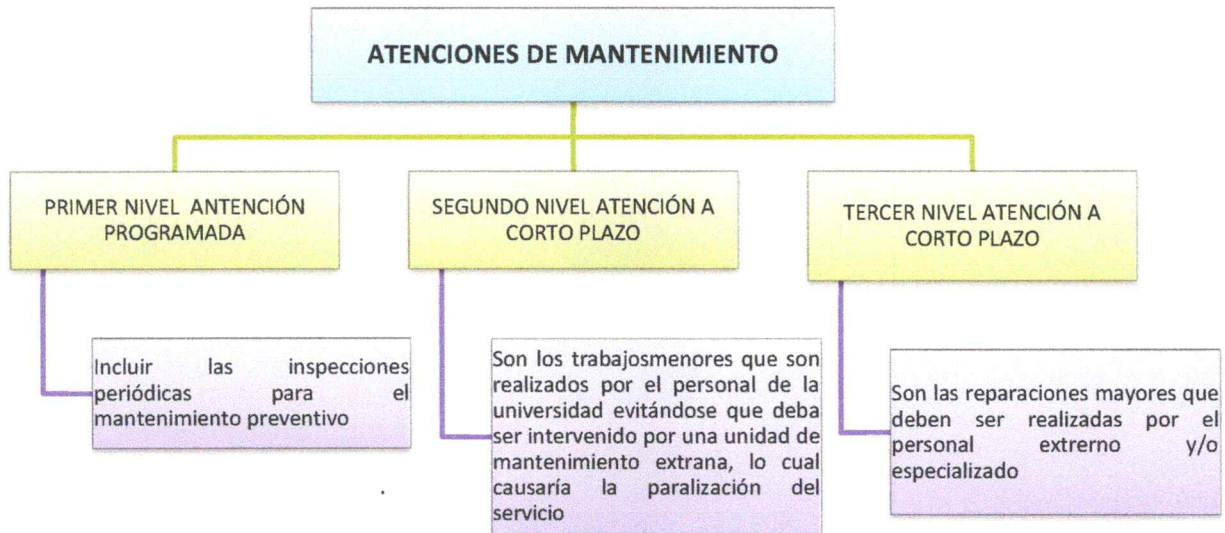 ATENCIONES DE MANTENIMIENTO
PRIMER NIVEL ANTENCIÓN
PROGRAMADA
Incluir las inspecciones
periódicas para el
mantenimiento preventivo
SEGUNDO NIVEL ATENCIÓN A
CORTO PLAZO
Son los trabajosmenores que son
realizados por el personal de la
universidad evitándose que deba
ser intervenido por una unidad de
mantenimiento extrana, lo cual
causaría la paralización del
servicio
TERCER NIVEL ATENCIÓN A
CORTO PLAZO
Son las reparaciones mayores que
deben ser realizadas por el
personal extrerno y/o
especializado